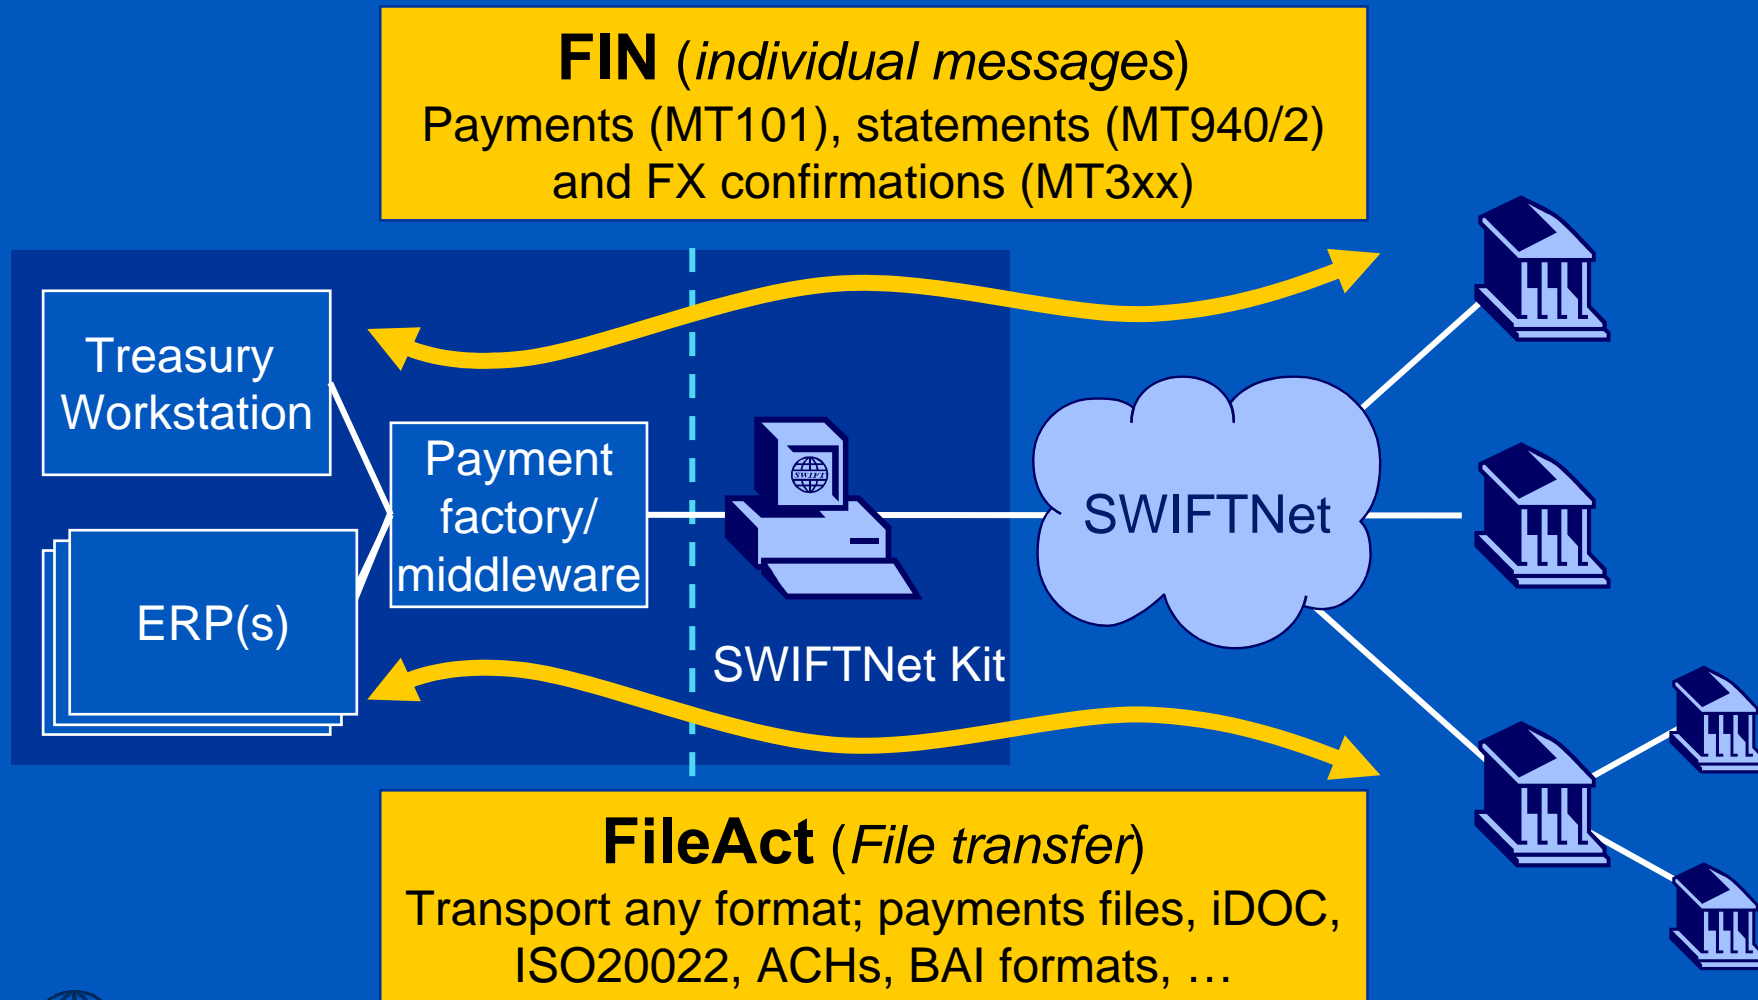 FIN (individual messages)
Payments (MT101), statements (MT940/2)
and FX confirmations (MT3xx)
Treasury
Workstation
Payment
factory/
middleware
ERP(s)
SWIFT
SWIFTNet Kit
SWIFTNet
FileAct (File transfer)
Transport any format; payments files, iDOC,
ISO20022, ACHs, BAI formats, …